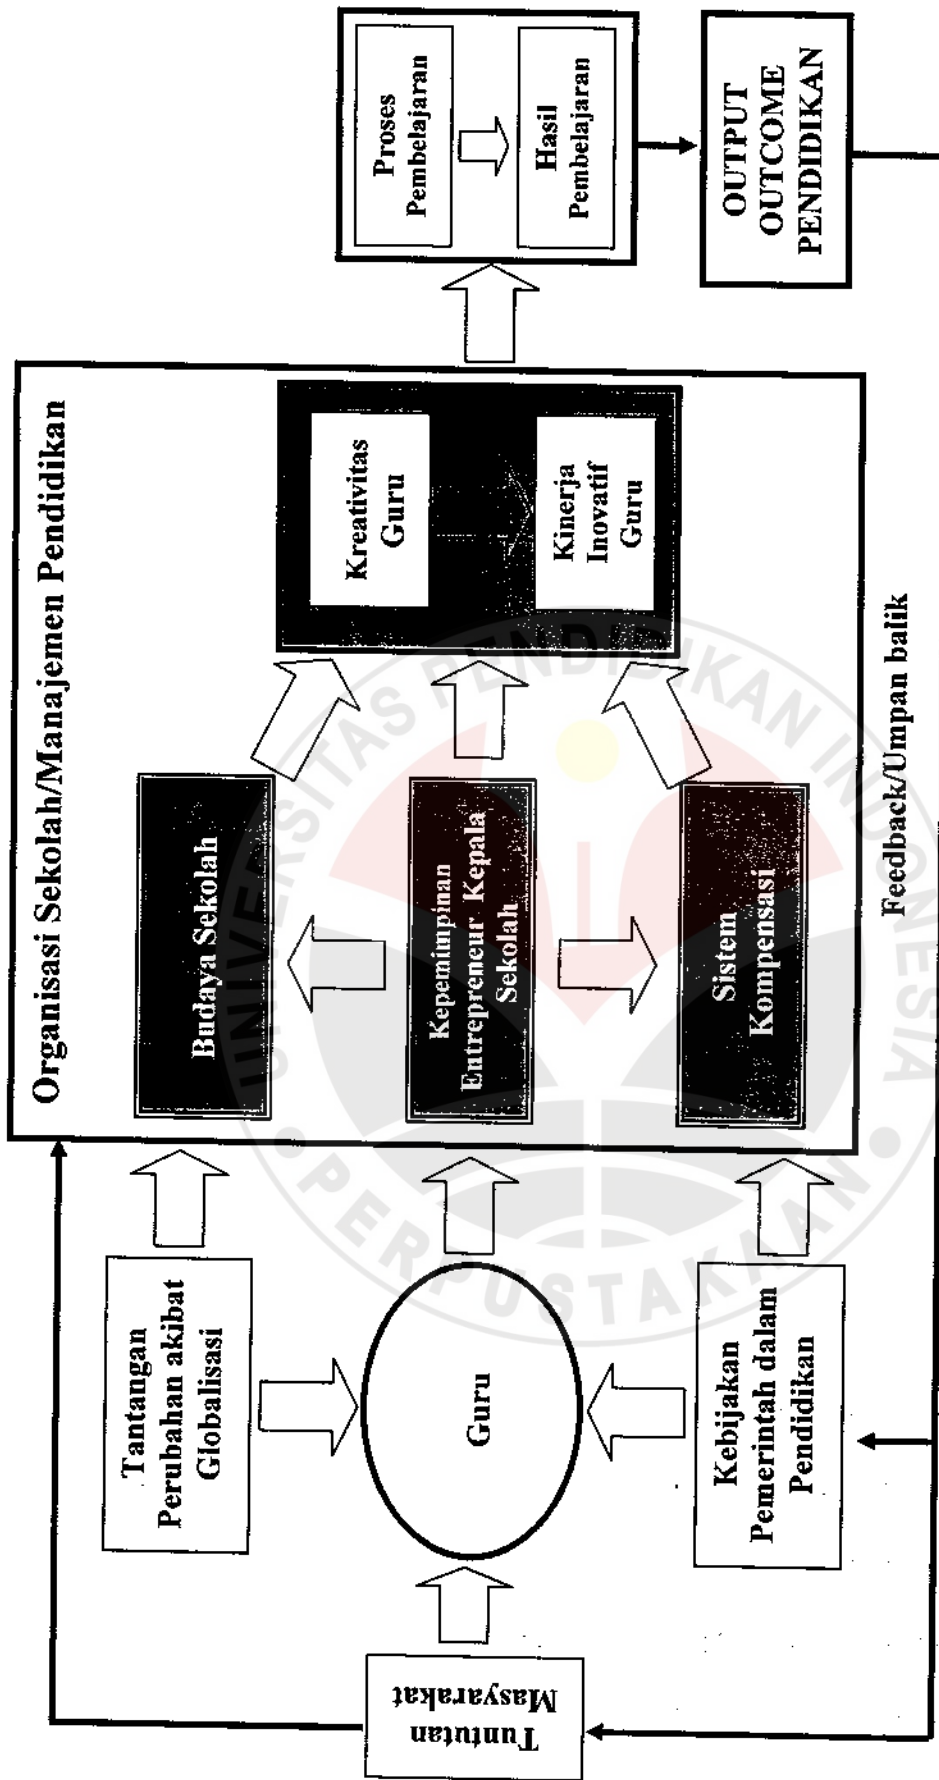 Organisasi Sekolah/Manajemen Pendidikan
Tuntutan
Masyarakat
Tantangan
Perubahan akibat
Globalisasi
Guru
Kebijakan
Pemerintah dalam
Pendidikan
Budaya Sekolah
Kepemimpinan
Entrepreneur Kepala
Sekolah
Sistem
Kompensasi
Kreativitas
Guru
Kinerja
Inovatif
Guru
Proses
Pembelajaran
Hasil
Pembelajaran
OUTPUT
OUTCOME
PENDIDIKAN
Feedback/Umpan balik
UNIVERSITAS PENDIDIKAN INDONESIA
PERPUSTAKAAN